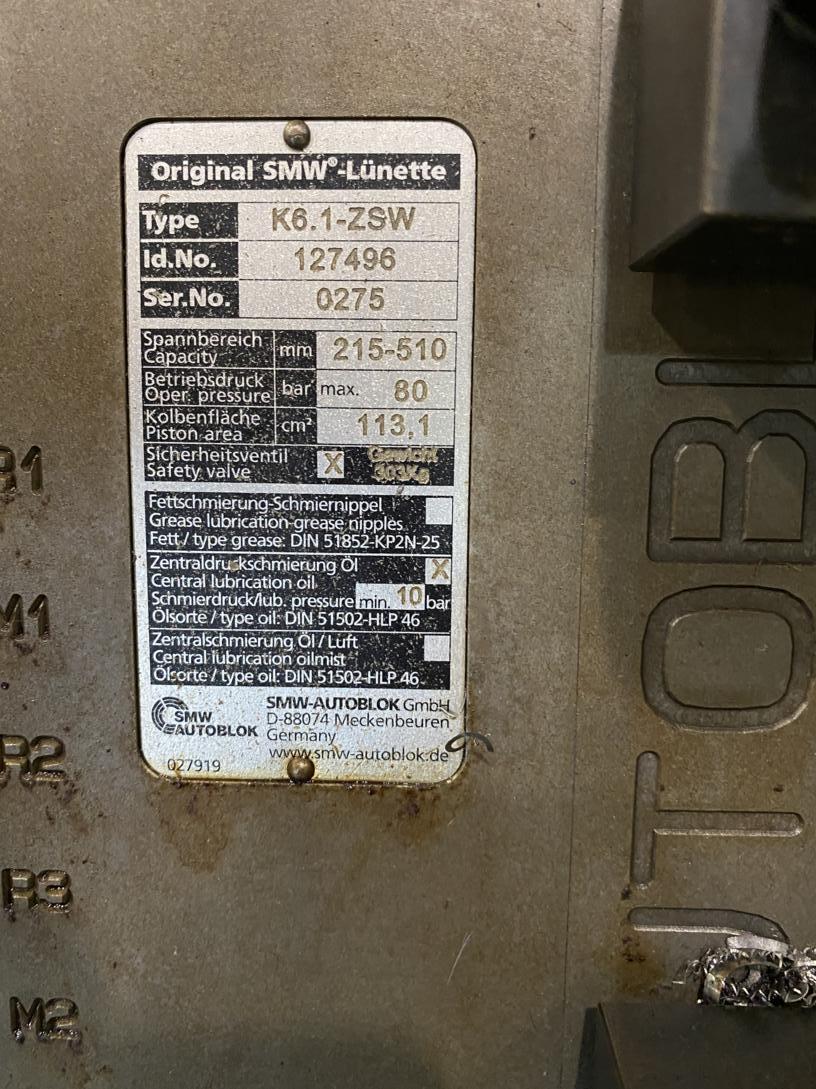 Original SMW®-Lünette
Type K6.1-ZSW
Id.No. 127496
Ser.No. 0275
Spannbereich
Capacity mm 215-510
Betriebsdruck
Oper. pressure bar max. 80
Kolbenfläche
Piston area cm² 113,1
Sicherheitsventil
Safety valve X Gewicht
303Kg
Fettschmierung-Schmiernippel
Grease lubrication-grease nipples
Fett / type grease: DIN 51852-KP2N-25
Zentraldruckschmierung Öl X
Central lubrication oil
Schmierdruck/lub. pressure min. 10 bar
Ölsorte / type oil: DIN 51502-HLP 46
Zentralschmierung Öl / Luft
Central lubrication oilmist
Ölsorte / type oil: DIN 51502-HLP 46
SMW
AUTOBLOK
SMW-AUTOBLOK GmbH
D-88074 Meckenbeuren
Germany
www.smw-autoblok.de
027919
R1
M1
R2
R3
M2
UTOBL